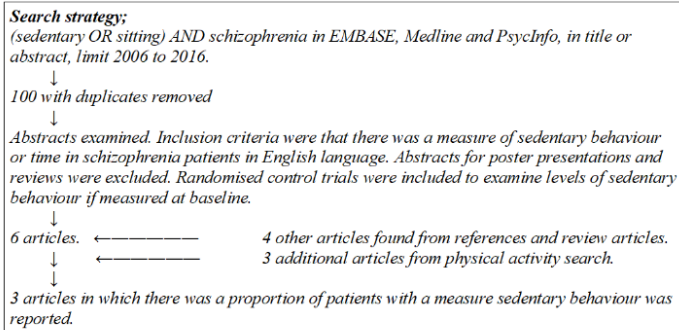 Search strategy;
(sedentary OR sitting) AND schizophrenia in EMBASE, Medline and PsycInfo, in title or
abstract, limit 2006 to 2016.
↓
100 with duplicates removed
↓
Abstracts examined. Inclusion criteria were that there was a measure of sedentary behaviour
or time in schizophrenia patients in English language. Abstracts for poster presentations and
reviews were excluded. Randomised control trials were included to examine levels of sedentary
behaviour if measured at baseline.
↓
6 articles. ←————— 4 other articles found from references and review articles.
↓ ←————— 3 additional articles from physical activity search.
↓
3 articles in which there was a proportion of patients with a measure sedentary behaviour was
reported.